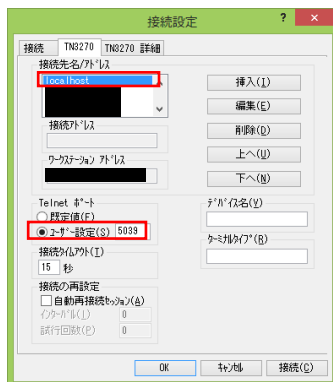 接続設定
? ×
接続 TN3270 TN3270 詳細
接続先名/ｱﾄﾞﾚｽ
localhost
挿入(I)
編集(E)
接続ｱﾄﾞﾚｽ
削除(D)
上へ(U)
ﾜｰｸｽﾃｰｼｮﾝ ｱﾄﾞﾚｽ
下へ(N)
Telnet ﾎﾟｰﾄ
ﾃﾞﾊﾞｲｽ名(V)
既定値(F)
ﾕｰｻﾞｰ設定(S) 5039
ﾀｰﾐﾅﾙﾀｲﾌﾟ(R)
接続ﾀｲﾑｱｳﾄ(T)
15 秒
接続の再設定
自動再接続ｾｯｼｮﾝ(A)
ｲﾝﾀｰﾊﾞﾙ(L) 0
試行回数(P) 0
OK ｷｬﾝｾﾙ 接続(C)